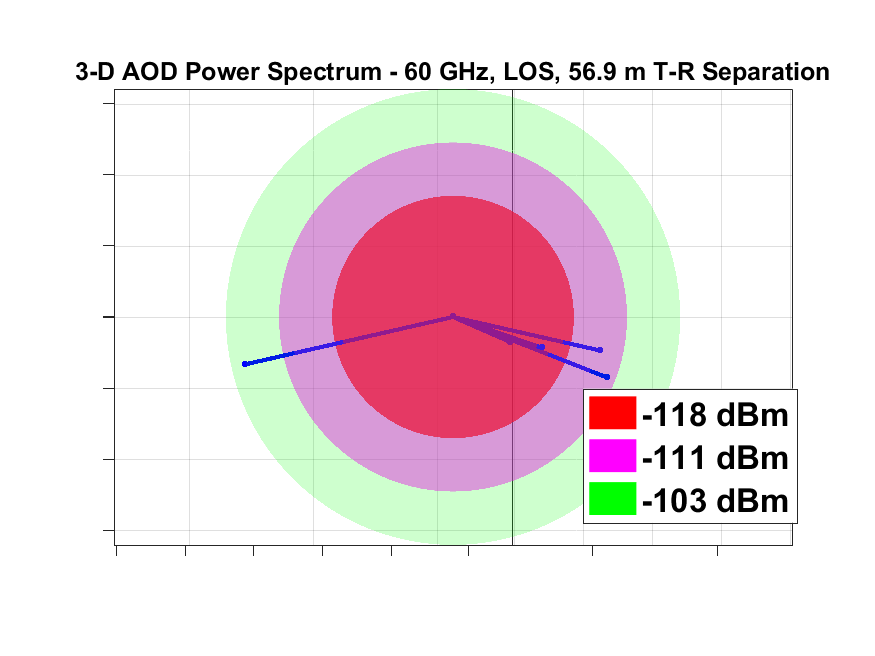 3-D AOD Power Spectrum - 60 GHz, LOS, 56.9 m T-R Separation
-118 dBm
-111 dBm
-103 dBm